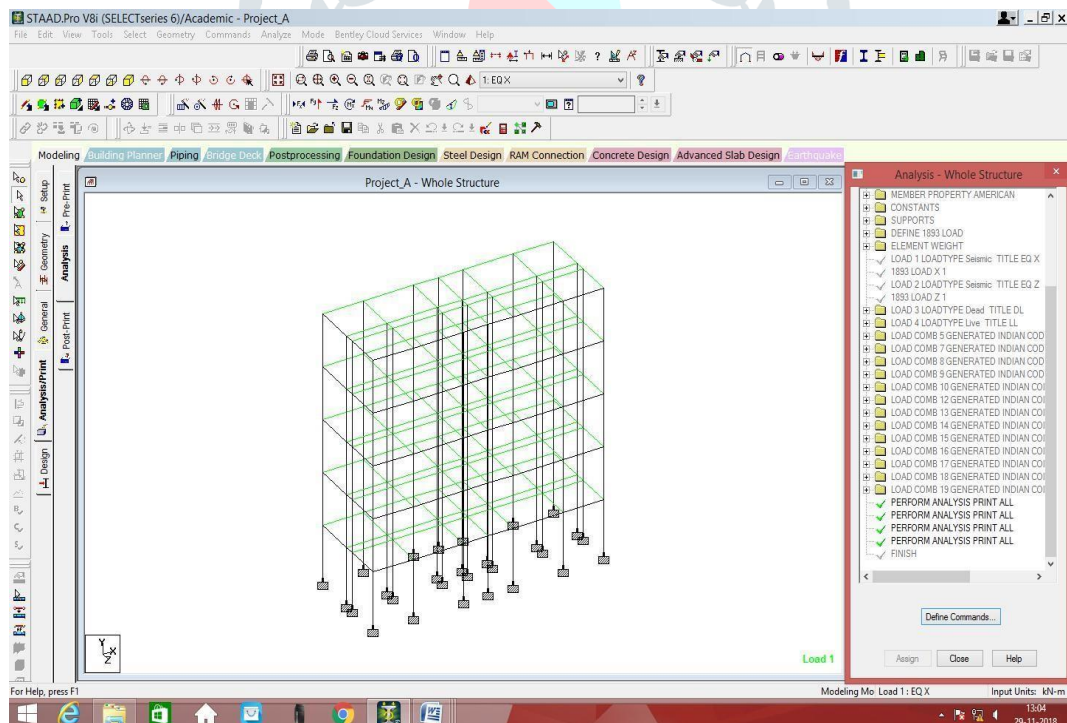 STAAD.Pro V8i (SELECTseries 6)/Academic - Project_A
File Edit View Tools Select Geometry Commands Analyze Mode Bentley Cloud Services Window Help
1: EQ X
Modeling Building Planner Piping Bridge Deck Postprocessing Foundation Design Steel Design RAM Connection Concrete Design Advanced Slab Design Earthquake
Setup
Geometry
General
Analysis/Print
Design
Pre-Print
Analysis
Post-Print
Project_A - Whole Structure
Load 1
Y
X
Z
Analysis - Whole Structure
MEMBER PROPERTY AMERICAN
CONSTANTS
SUPPORTS
DEFINE 1893 LOAD
ELEMENT WEIGHT
LOAD 1 LOADTYPE Seismic TITLE EQ X
1893 LOAD X 1
LOAD 2 LOADTYPE Seismic TITLE EQ Z
1893 LOAD Z 1
LOAD 3 LOADTYPE Dead TITLE DL
LOAD 4 LOADTYPE Live TITLE LL
LOAD COMB 5 GENERATED INDIAN COD
LOAD COMB 7 GENERATED INDIAN COD
LOAD COMB 8 GENERATED INDIAN COD
LOAD COMB 9 GENERATED INDIAN COD
LOAD COMB 10 GENERATED INDIAN CO
LOAD COMB 12 GENERATED INDIAN CO
LOAD COMB 13 GENERATED INDIAN CO
LOAD COMB 14 GENERATED INDIAN CO
LOAD COMB 15 GENERATED INDIAN CO
LOAD COMB 16 GENERATED INDIAN CO
LOAD COMB 17 GENERATED INDIAN CO
LOAD COMB 18 GENERATED INDIAN CO
LOAD COMB 19 GENERATED INDIAN CO
PERFORM ANALYSIS PRINT ALL
PERFORM ANALYSIS PRINT ALL
PERFORM ANALYSIS PRINT ALL
PERFORM ANALYSIS PRINT ALL
FINISH
Define Commands...
Assign Close Help
For Help, press F1
Modeling Mo Load 1 : EQ X Input Units: kN-m
13:04
29-11-2018